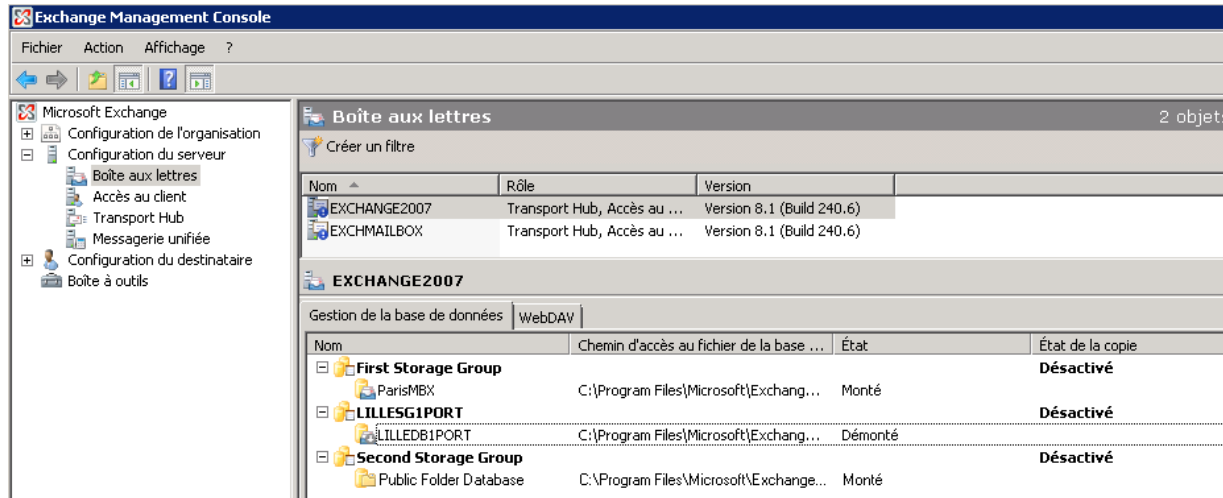 Exchange Management Console
Fichier Action Affichage ?
Microsoft Exchange
Configuration de l'organisation
Configuration du serveur
Boîte aux lettres
Accès au client
Transport Hub
Messagerie unifiée
Configuration du destinataire
Boîte à outils
Boîte aux lettres 2 objets
Créer un filtre
Nom Rôle Version
EXCHANGE2007 Transport Hub, Accès au ... Version 8.1 (Build 240.6)
EXCHMAILBOX Transport Hub, Accès au ... Version 8.1 (Build 240.6)
EXCHANGE2007
Gestion de la base de données WebDAV
Nom Chemin d'accès au fichier de la base ... État État de la copie
First Storage Group Désactivé
ParisMBX C:\Program Files\Microsoft\Exchang... Monté
LILLESG1PORT Désactivé
LILLEDB1PORT C:\Program Files\Microsoft\Exchang... Démonté
Second Storage Group Désactivé
Public Folder Database C:\Program Files\Microsoft\Exchange... Monté